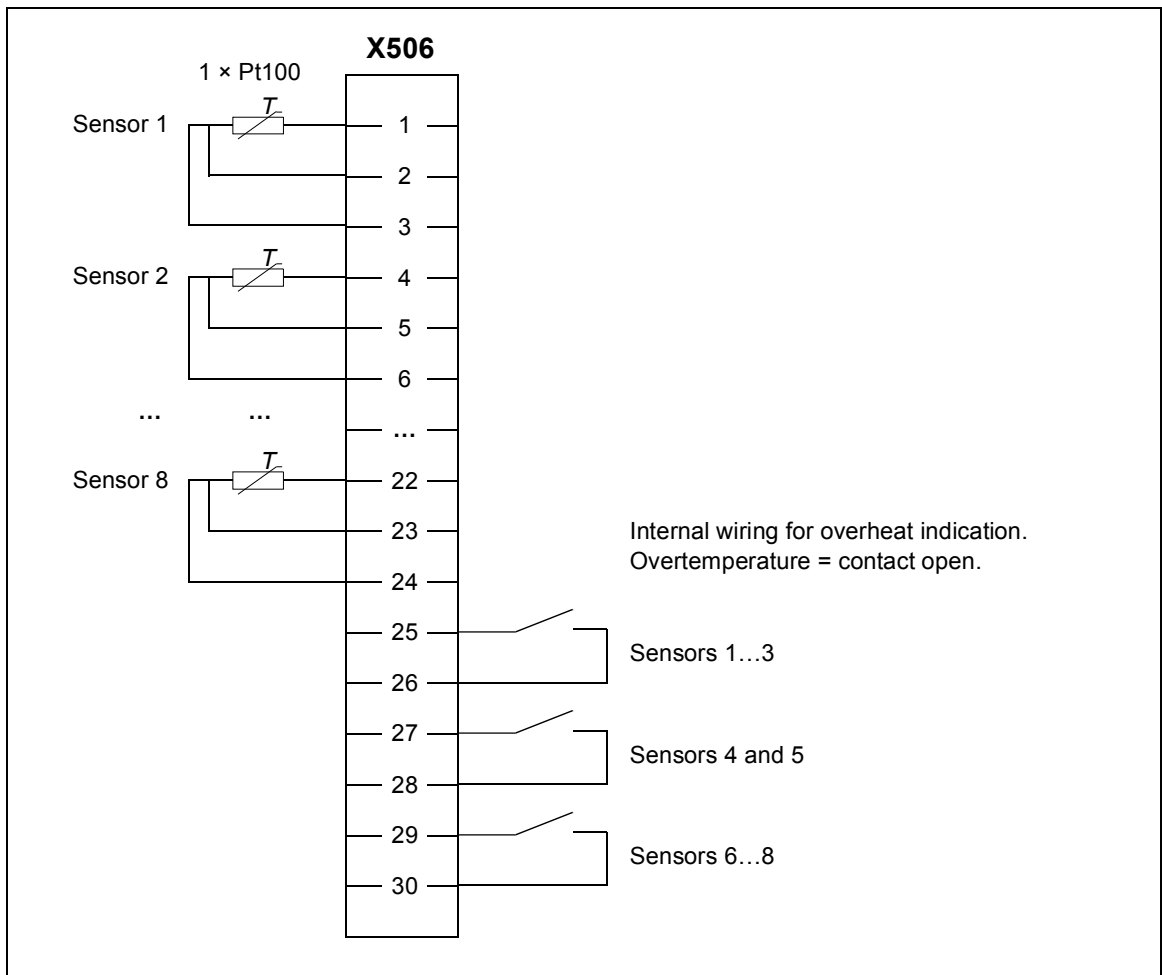 X506
1 × Pt100
Sensor 1
T
1
2
3
Sensor 2
T
4
5
6
... ... ...
Sensor 8
T
22
23
24
Internal wiring for overheat indication.
Overtemperature = contact open.
25
Sensors 1…3
26
27
Sensors 4 and 5
28
29
Sensors 6…8
30